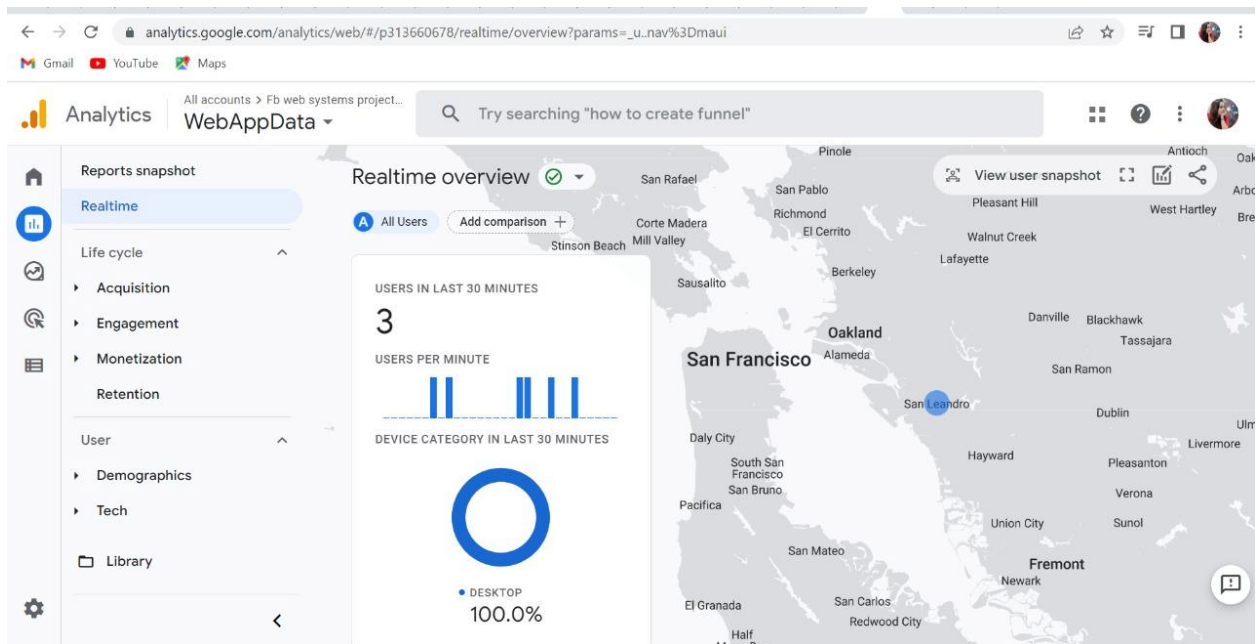 analytics.google.com/analytics/web/#/p313660678/realtime/overview?params=_u..nav%3Dmaui
Gmail YouTube Maps
Analytics
All accounts > Fb web systems project...
WebAppData
Try searching "how to create funnel"
Reports snapshot
Realtime
Life cycle
Acquisition
Engagement
Monetization
Retention
User
Demographics
Tech
Library
Realtime overview
View user snapshot
A All Users
Add comparison +
USERS IN LAST 30 MINUTES
3
USERS PER MINUTE
DEVICE CATEGORY IN LAST 30 MINUTES
DESKTOP
100.0%
Pinole
Antioch
Oak
San Rafael
San Pablo
Arbo
Pleasant Hill
West Hartley
Richmond
Bre
Corte Madera
El Cerrito
Mill Valley
Walnut Creek
Stinson Beach
Lafayette
Berkeley
Sausalito
Danville
Blackhawk
Oakland
Tassajara
San Francisco
Alameda
San Ramon
San Leandro
Dublin
Ulm
Daly City
Livermore
Hayward
South San
Francisco
Pleasanton
San Bruno
Verona
Pacifica
Union City
Sunol
San Mateo
Fremont
Newark
El Granada
San Carlos
Redwood City
Half